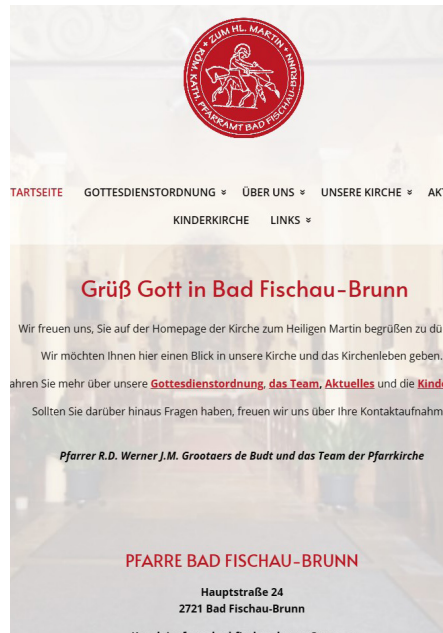 ZUM HL. MARTIN
RÖM. KATH. PFARRAMT BAD FISCHAU-BRUNN
TARTSEITE GOTTESDIENSTORDNUNG ÜBER UNS UNSERE KIRCHE AKT
KINDERKIRCHE LINKS
Grüß Gott in Bad Fischau-Brunn
Wir freuen uns, Sie auf der Homepage der Kirche zum Heiligen Martin begrüßen zu dü
Wir möchten Ihnen hier einen Blick in unsere Kirche und das Kirchenleben geben.
ahren Sie mehr über unsere Gottesdienstordnung, das Team, Aktuelles und die Kinde
Sollten Sie darüber hinaus Fragen haben, freuen wir uns über Ihre Kontaktaufnahm
Pfarrer R.D. Werner J.M. Grootaers de Budt und das Team der Pfarrkirche
PFARRE BAD FISCHAU-BRUNN
Hauptstraße 24
2721 Bad Fischau-Brunn